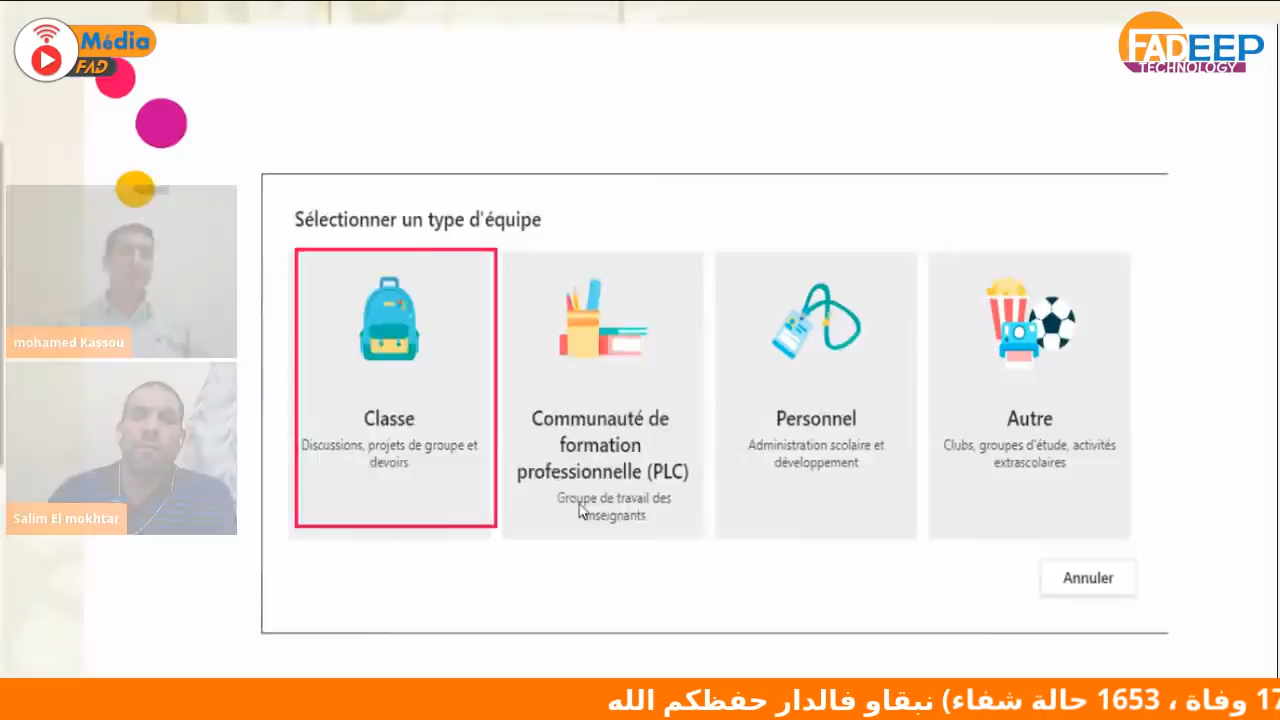 Média
FAD
FADEEP
TECHNOLOGY
Sélectionner un type d'équipe
Classe
Discussions, projets de groupe et
devoirs
Communauté de
formation
professionnelle (PLC)
Groupe de travail des
enseignants
Personnel
Administration scolaire et
développement
Autre
Clubs, groupes d'étude, activités
extrascolaires
Annuler
mohamed Kassou
Salim El mokhtar
17 وفاة ، 1653 حالة شفاء) نبقاو فالدار حفظكم الله